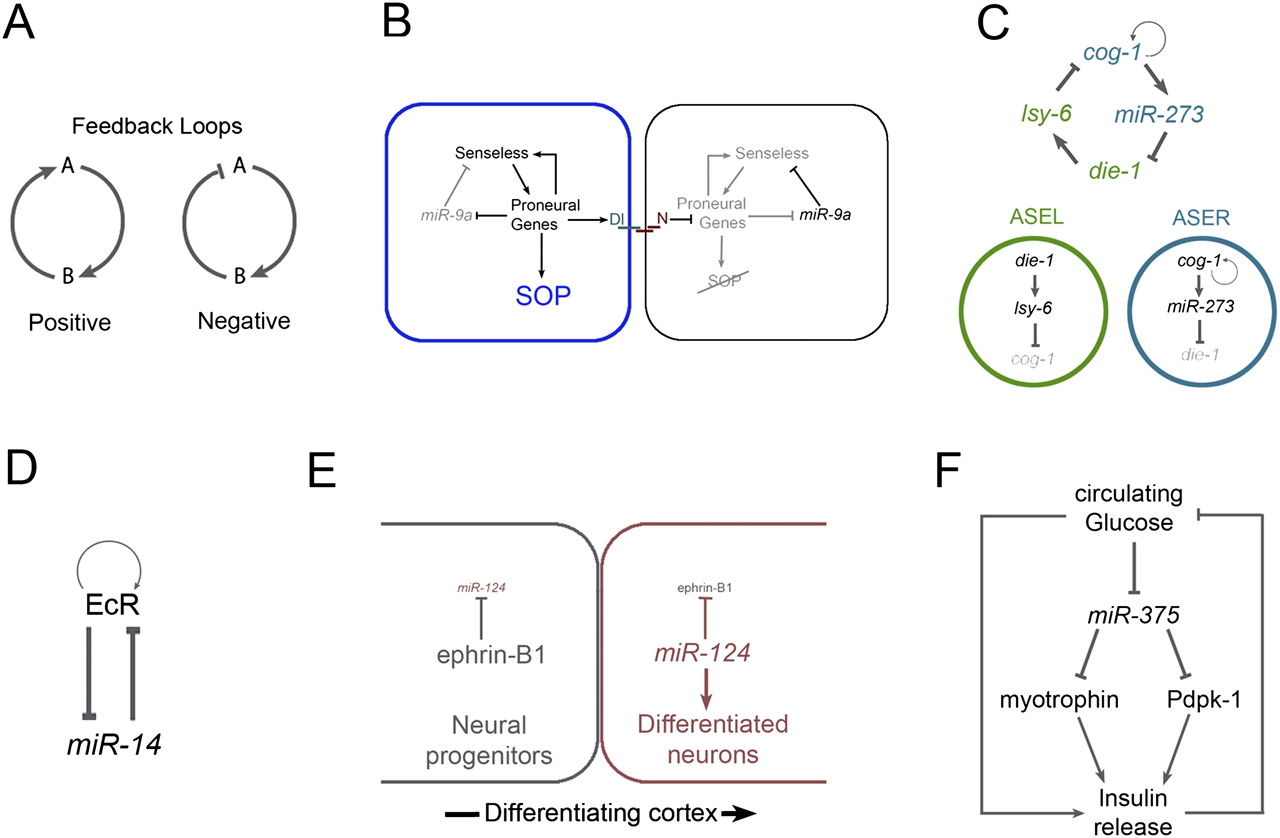 A
Feedback Loops
A
B
Positive
A
B
Negative
B
Senseless
miR-9a
Proneural
Genes
Dl
SOP
N
Senseless
Proneural
Genes
miR-9a
SOP
C
cog-1
lsy-6
miR-273
die-1
ASEL
die-1
lsy-6
cog-1
ASER
cog-1
miR-273
die-1
D
EcR
miR-14
E
miR-124
ephrin-B1
Neural
progenitors
ephrin-B1
miR-124
Differentiated
neurons
Differentiating cortex
F
circulating
Glucose
miR-375
myotrophin
Pdpk-1
Insulin
release